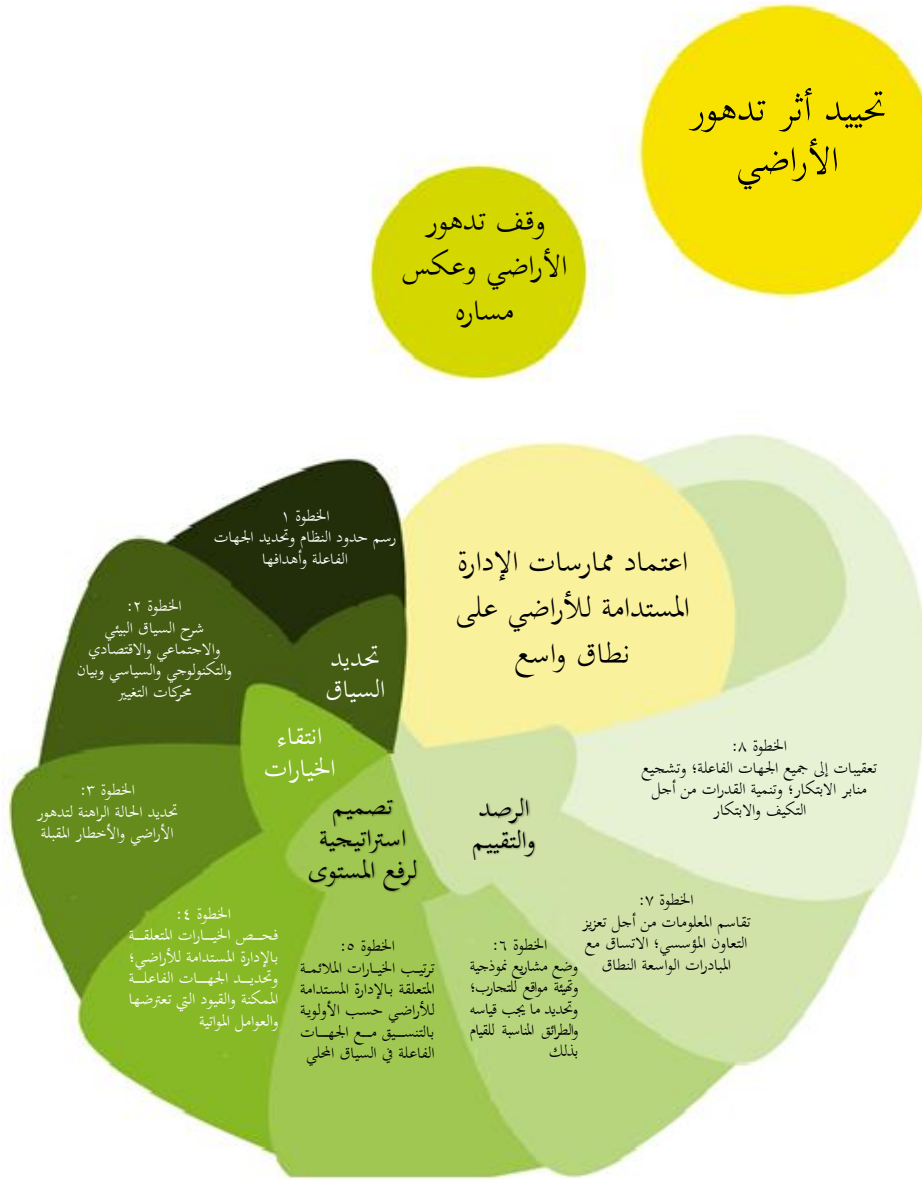 تحييد أثر تدهور
الأراضي
وقف تدهور
الأراضي وعكس
مساره
اعتماد ممارسات الإدارة
المستدامة للأراضي على
نطاق واسع
الخطوة ١
رسم حدود النظام وتحديد الجهات
الفاعلة وأهدافها
الخطوة ٢:
شرح السياق البيئي
والاجتماعي والاقتصادي
والتكنولوجي والسياسي وبيان
محركات التغيير
تحديد
السياق
انتقاء
الخيارات
الخطوة ٣:
تحديد الحالة الراهنة لتدهور
الأراضي والأخطار المقبلة
تصميم
استراتيجية
لرفع المستوى
الرصد
والتقييم
الخطوة ٤:
فحص الخيارات المتعلقة
بالإدارة المستدامة للأراضي؛
وتحديد الجهات الفاعلة
الممكنة والقيود التي تعترضها
والعوامل المواتية
الخطوة ٥:
ترتيب الخيارات الملائمة
المتعلقة بالإدارة المستدامة
للأراضي حسب الأولوية
بالتنسيق مع الجهات
الفاعلة في السياق المحلي
الخطوة ٦:
وضع مشاريع نموذجية
وتهيئة مواقع للتجارب؛
وتحديد ما يجب قياسه
والطرائق المناسبة للقيام
بذلك
الخطوة ٧:
تقاسم المعلومات من أجل تعزيز
التعاون المؤسسي؛ الاتساق مع
المبادرات الواسعة النطاق
الخطوة ٨:
تعقيبات إلى جميع الجهات الفاعلة؛ وتشجيع
منابر الابتكار؛ وتنمية القدرات من أجل
التكيف والابتكار